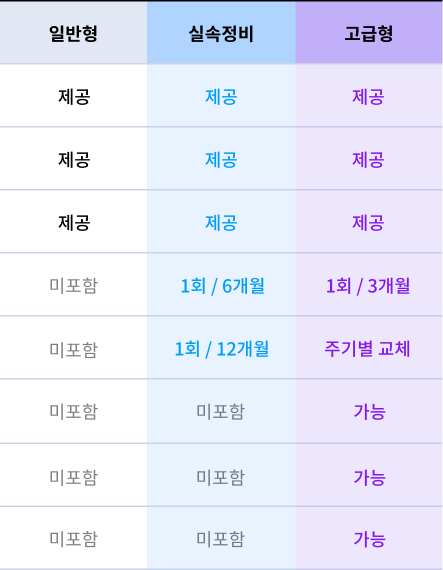 일반형 실속정비 고급형
제공 제공 제공
제공 제공 제공
제공 제공 제공
미포함 1회 / 6개월 1회 / 3개월
미포함 1회 / 12개월 주기별 교체
미포함 미포함 가능
미포함 미포함 가능
미포함 미포함 가능